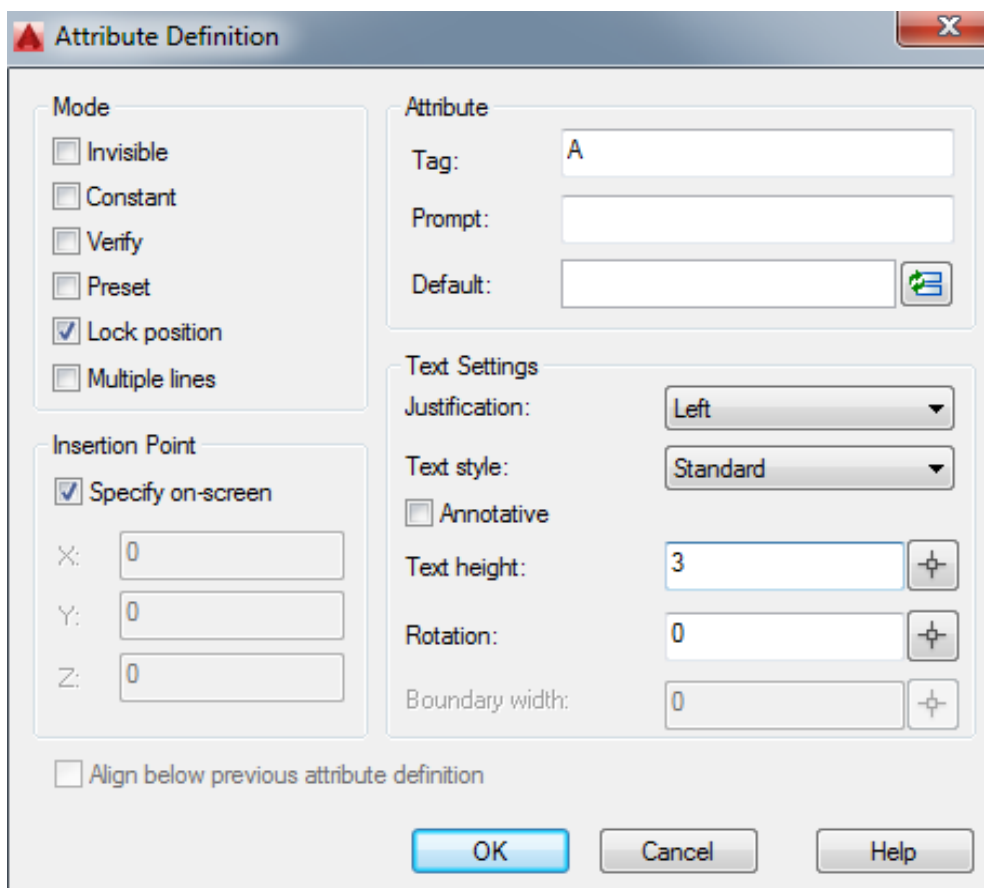 Attribute Definition
Mode
Invisible
Constant
Verify
Preset
Lock position
Multiple lines
Insertion Point
Specify on-screen
X: 0
Y: 0
Z: 0
Attribute
Tag: A
Prompt:
Default:
Text Settings
Justification: Left
Text style: Standard
Annotative
Text height: 3
Rotation: 0
Boundary width: 0
Align below previous attribute definition
OK Cancel Help